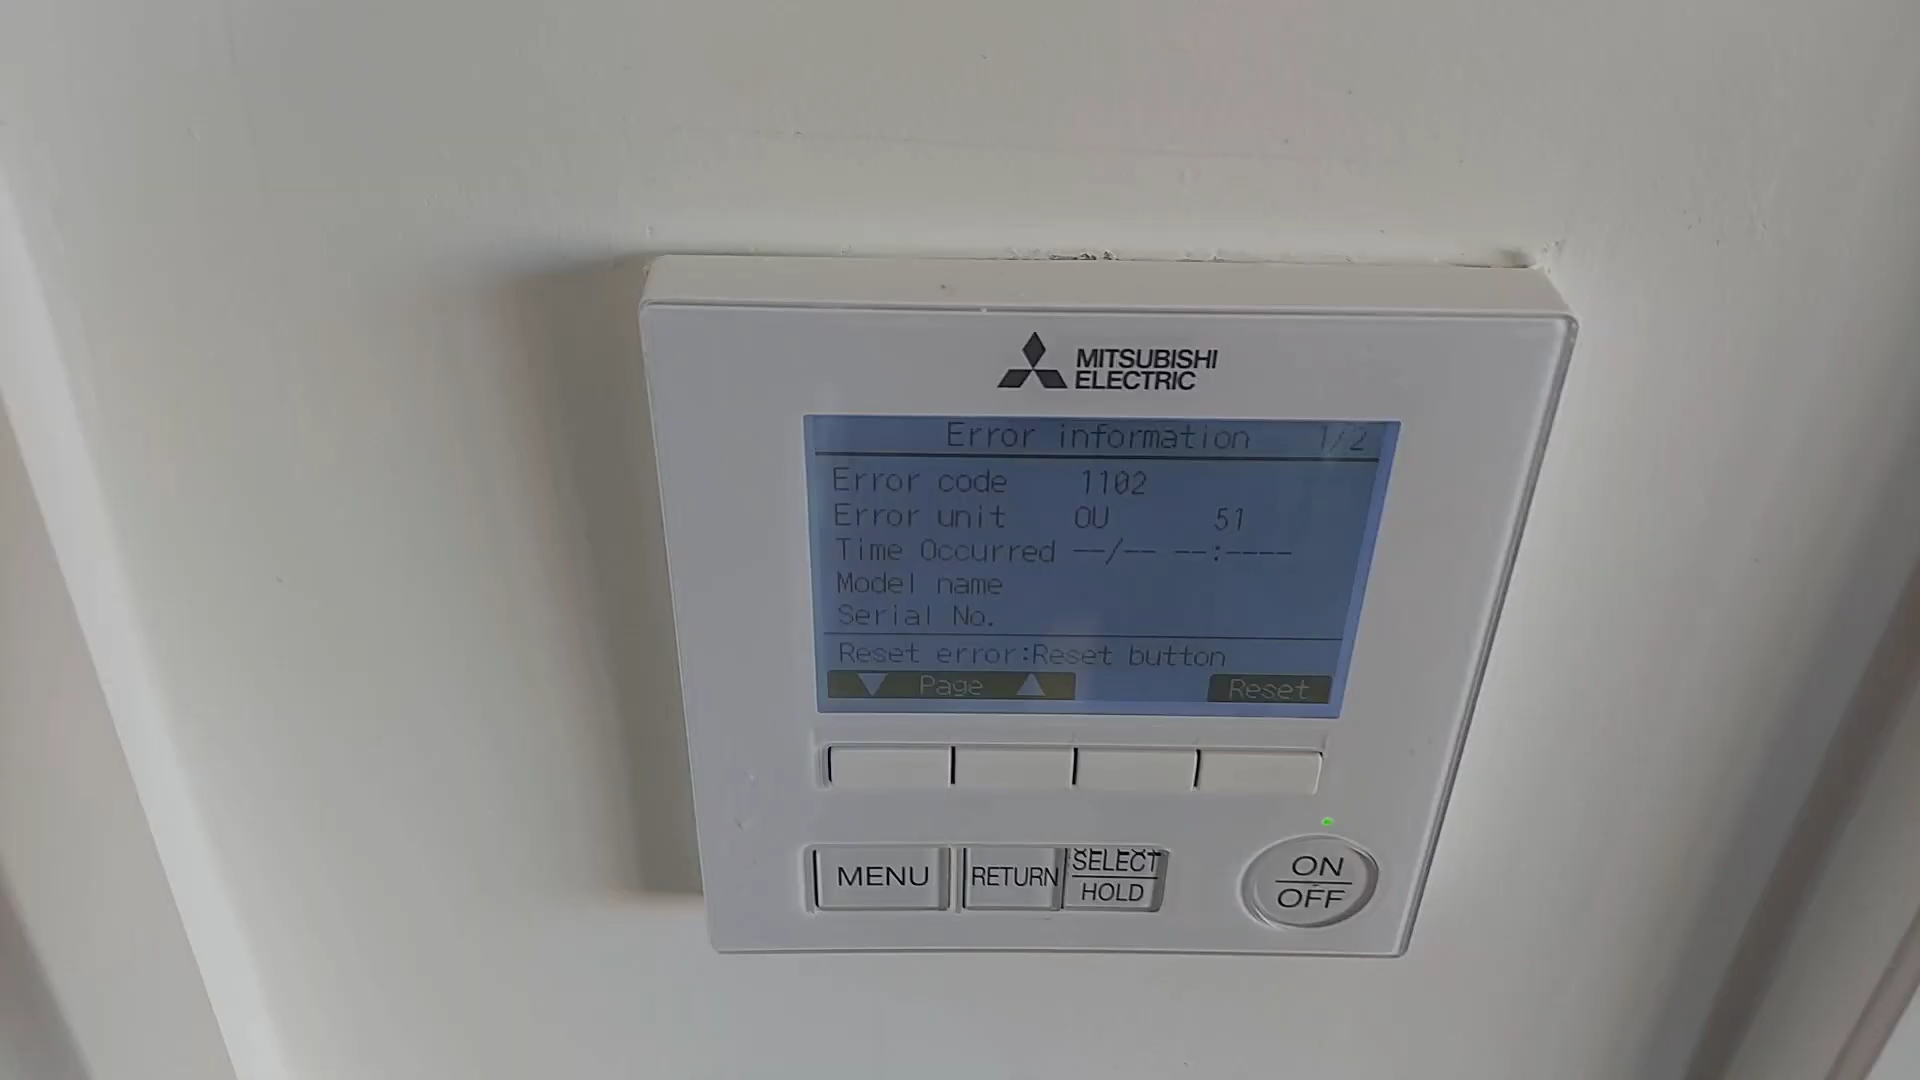 MITSUBISHI
ELECTRIC
Error information 1/2
Error code 1102
Error unit OU 51
Time Occurred --/-- --:----
Model name
Serial No.
Reset error:Reset button
▼ Page ▲ Reset
MENU RETURN SELECT
HOLD
ON
OFF